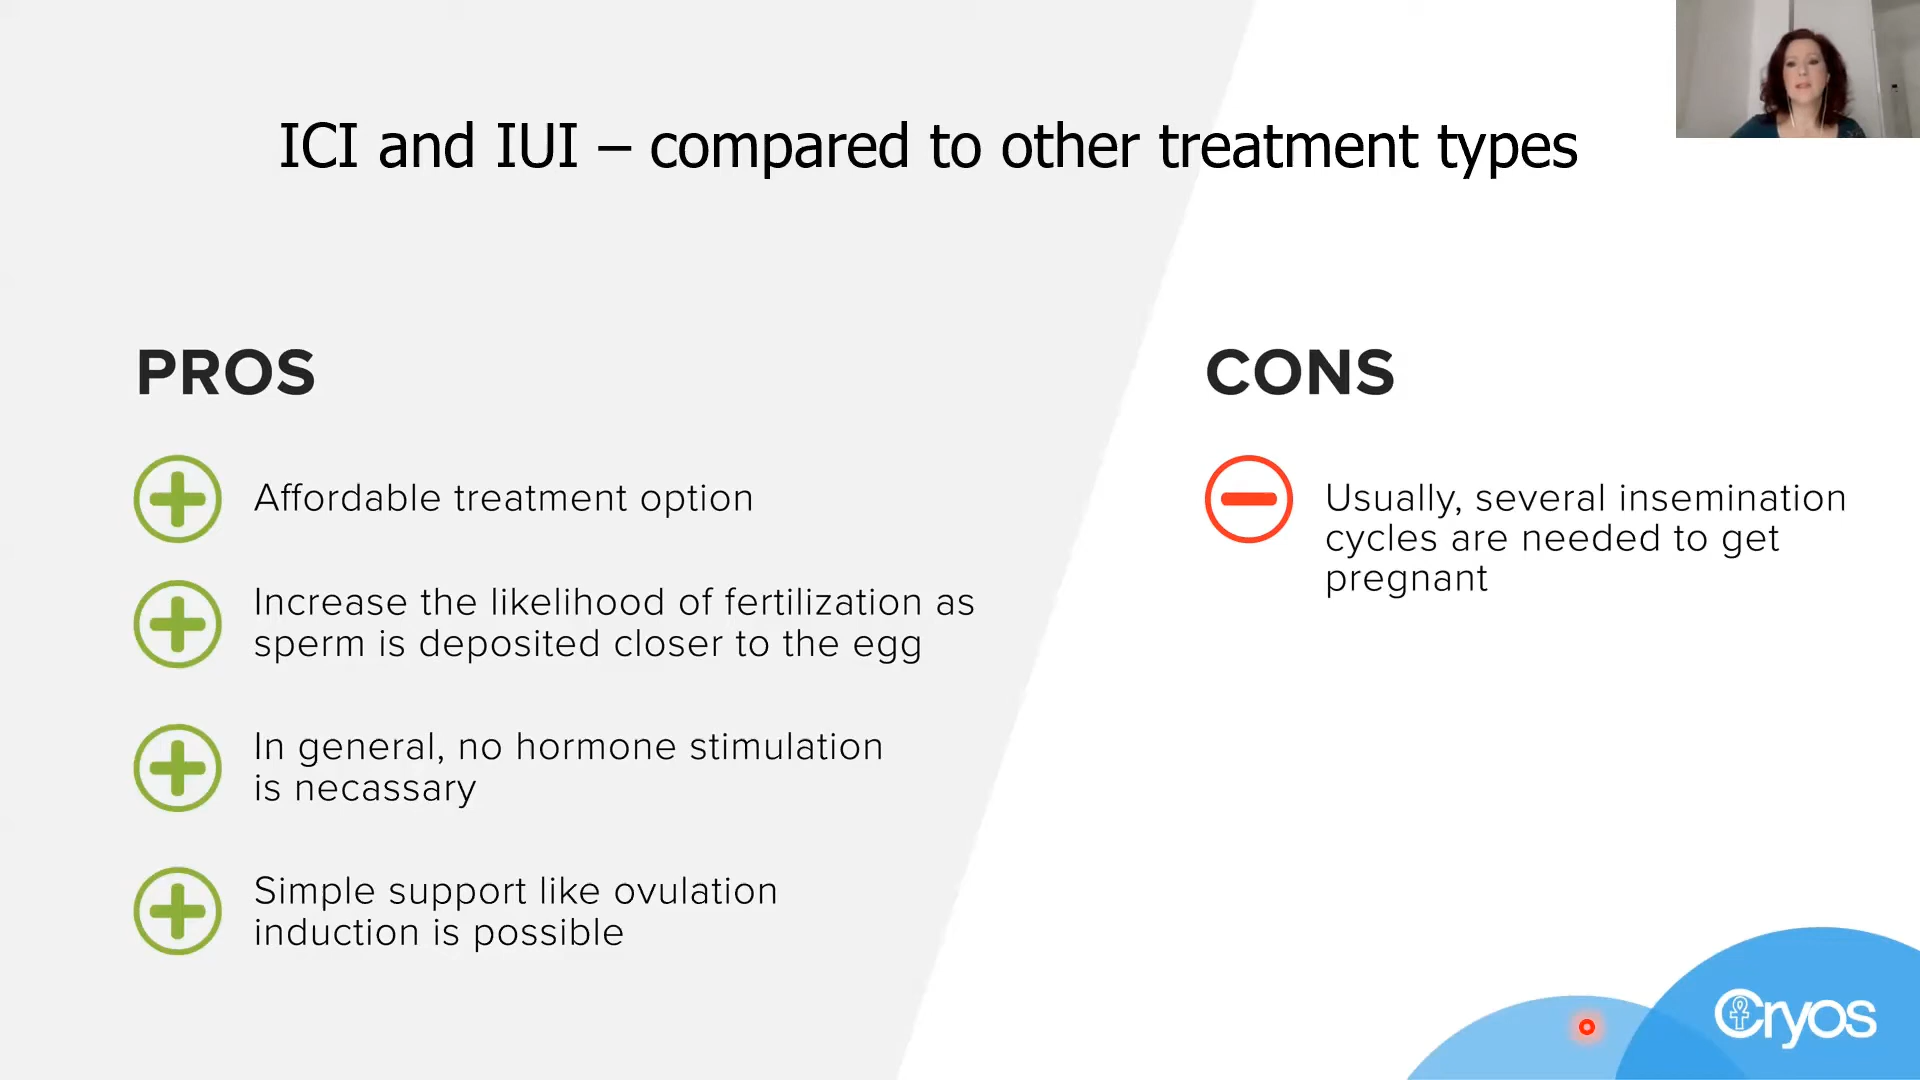 ICI and IUI – compared to other treatment types
PROS
Affordable treatment option
Increase the likelihood of fertilization as
sperm is deposited closer to the egg
In general, no hormone stimulation
is necassary
Simple support like ovulation
induction is possible
CONS
Usually, several insemination
cycles are needed to get
pregnant
Cryos